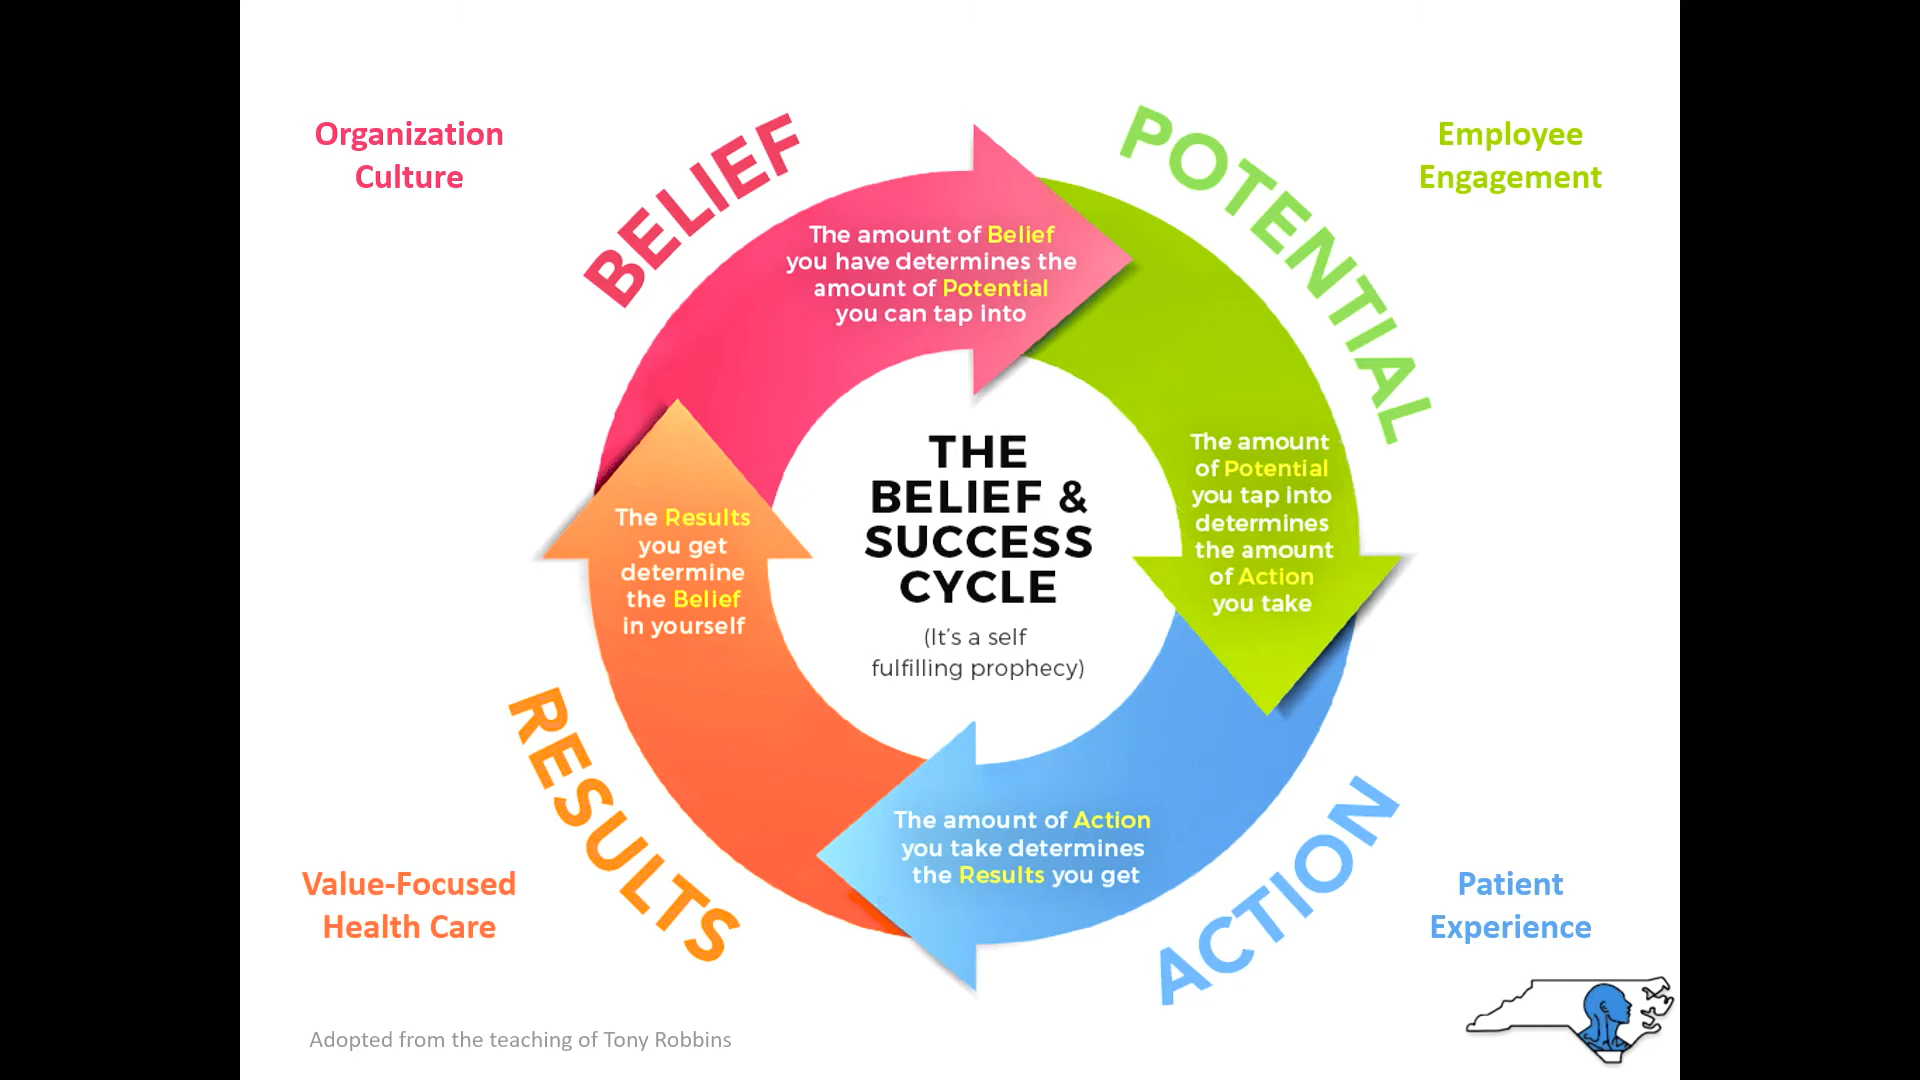 Organization
Culture
BELIEF
POTENTIAL
Employee
Engagement
The amount of Belief
you have determines the
amount of Potential
you can tap into
The amount
of Potential
you tap into
determines
the amount
of Action
you take
THE
BELIEF &
SUCCESS
CYCLE
(It's a self
fulfilling prophecy)
The Results
you get
determine
the Belief
in yourself
RESULTS
The amount of Action
you take determines
the Results you get
ACTION
Value-Focused
Health Care
Patient
Experience
Adopted from the teaching of Tony Robbins